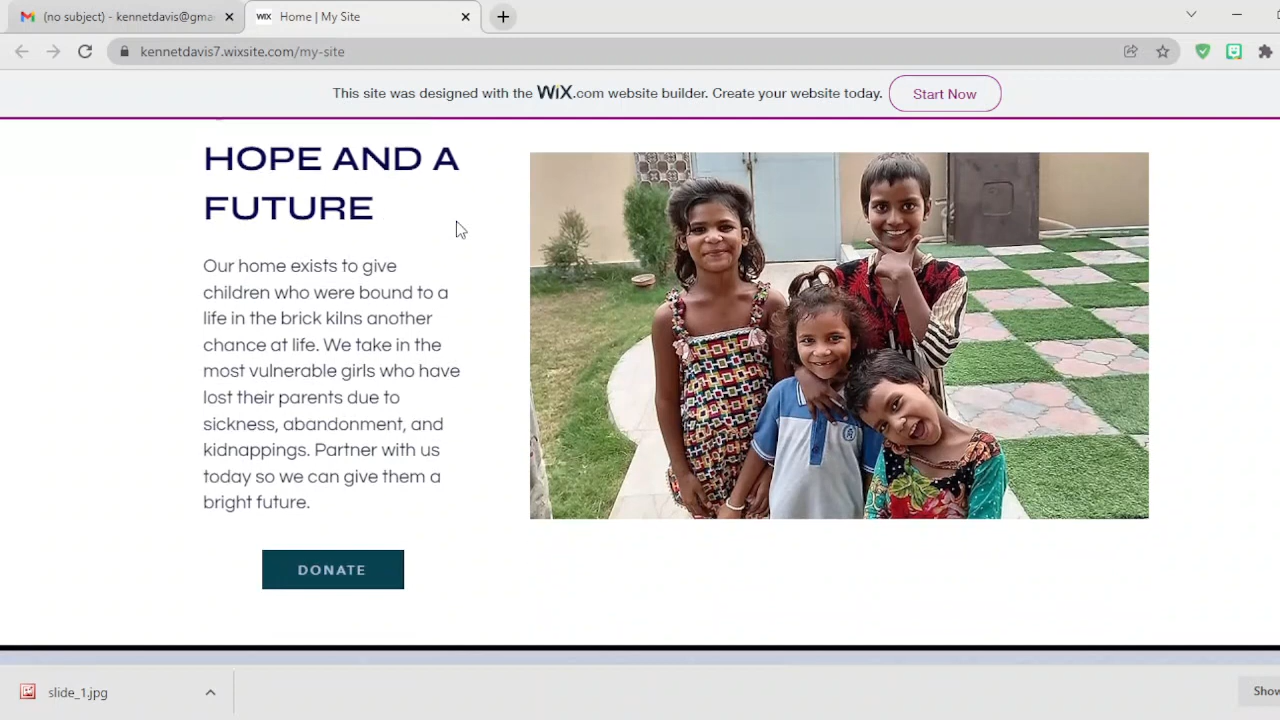 (no subject) - kennetdavis@gma
WIX Home | My Site
kennetdavis7.wixsite.com/my-site
This site was designed with the WiX.com website builder. Create your website today. Start Now
HOPE AND A
FUTURE
Our home exists to give
children who were bound to a
life in the brick kilns another
chance at life. We take in the
most vulnerable girls who have
lost their parents due to
sickness, abandonment, and
kidnappings. Partner with us
today so we can give them a
bright future.
DONATE
slide_1.jpg
Show